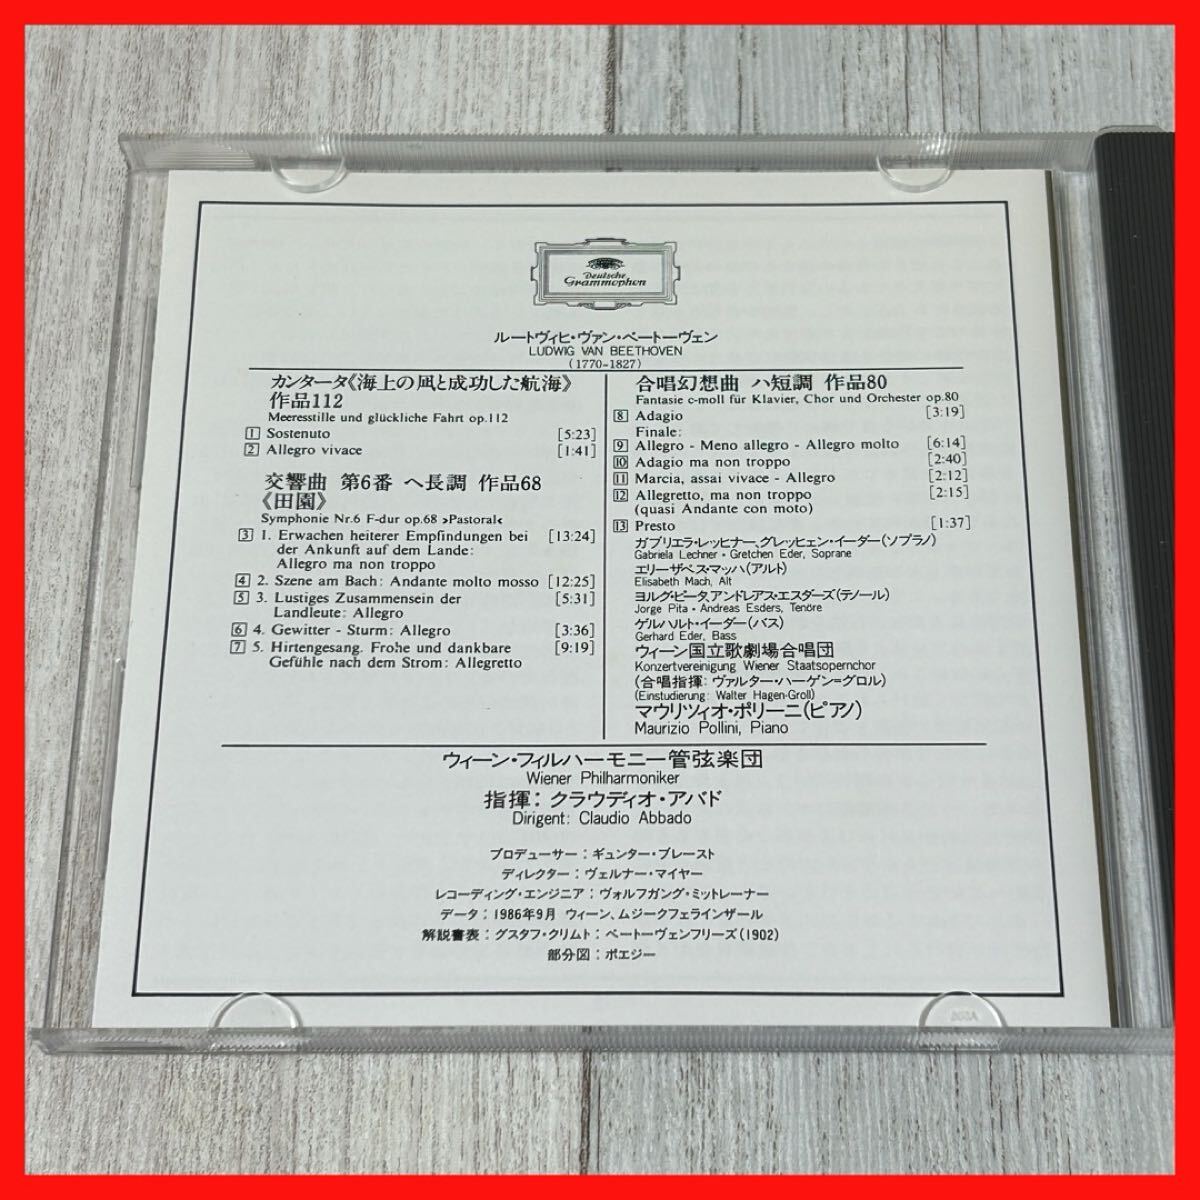 Deutsche
Grammophon
ルートヴィヒ・ヴァン・ベートーヴェン
LUDWIG VAN BEETHOVEN
(1770-1827)
カンタータ《海上の凪と成功した航海》
作品112
Meeresstille und glückliche Fahrt op.112
1 Sostenuto [5:23]
2 Allegro vivace [1:41]
交響曲 第6番 ヘ長調 作品68
《田園》
Symphonie Nr.6 F-dur op.68 >Pastoral<
3 1. Erwachen heiterer Empfindungen bei [13:24]
der Ankunft auf dem Lande:
Allegro ma non troppo
4 2. Szene am Bach: Andante molto mosso [12:25]
5 3. Lustiges Zusammensein der [5:31]
Landleute: Allegro
6 4. Gewitter - Sturm: Allegro [3:36]
7 5. Hirtengesang. Frohe und dankbare [9:19]
Gefühle nach dem Strom: Allegretto
合唱幻想曲 ハ短調 作品80
Fantasie c-moll für Klavier, Chor und Orchester op.80
8 Adagio [3:19]
Finale:
9 Allegro - Meno allegro - Allegro molto [6:14]
10 Adagio ma non troppo [2:40]
11 Marcia, assai vivace - Allegro [2:12]
12 Allegretto, ma non troppo [2:15]
(quasi Andante con moto)
13 Presto [1:37]
ガブリエラ・レッヒナー、グレッヒェン・イーダー(ソプラノ)
Gabriela Lechner・Gretchen Eder, Soprane
エリーザベス・マッハ(アルト)
Elisabeth Mach, Alt
ヨルグ・ピータ、アンドレアス・エスダーズ(テノール)
Jorge Pita・Andreas Esders, Tenöre
ゲルハルト・イーダー(バス)
Gerhard Eder, Bass
ウィーン国立歌劇場合唱団
Konzertvereinigung Wiener Staatsopernchor
(合唱指揮: ヴァルター・ハーゲン=グロル)
(Einstudierung: Walter Hagen-Groll)
マウリツィオ・ポリーニ(ピアノ)
Maurizio Pollini, Piano
ウィーン・フィルハーモニー管弦楽団
Wiener Philharmoniker
指揮: クラウディオ・アバド
Dirigent: Claudio Abbado
プロデューサー：ギュンター・ブレースト
ディレクター：ヴェルナー・マイヤー
レコーディング・エンジニア：ヴォルフガング・ミットレーナー
データ：1986年9月 ウィーン、ムジークフェラインザール
解説書表：グスタフ・クリムト：ベートーヴェンフリーズ(1902)
部分図：ポエジー